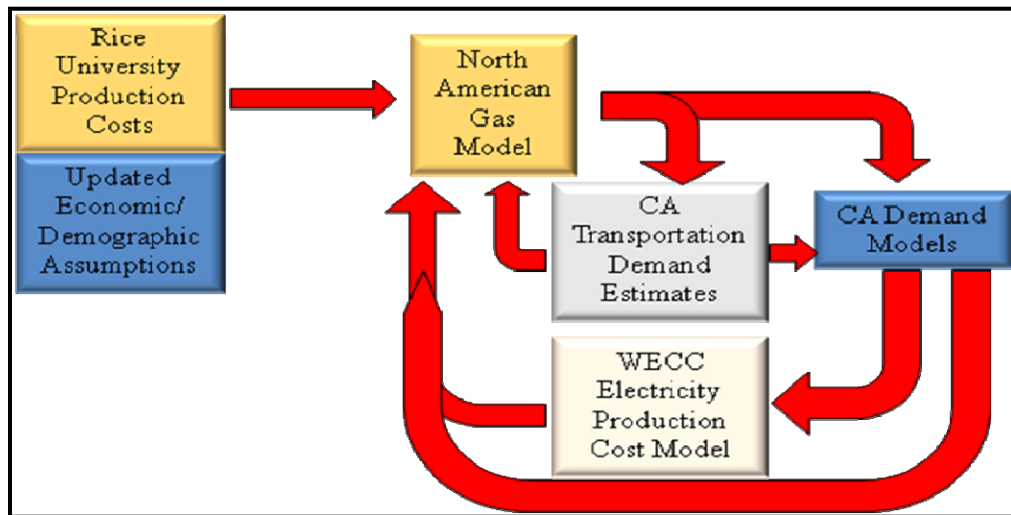 Rice
University
Production
Costs
Updated
Economic/
Demographic
Assumptions
North
American
Gas
Model
CA
Transportation
Demand
Estimates
CA Demand
Models
WECC
Electricity
Production
Cost Model